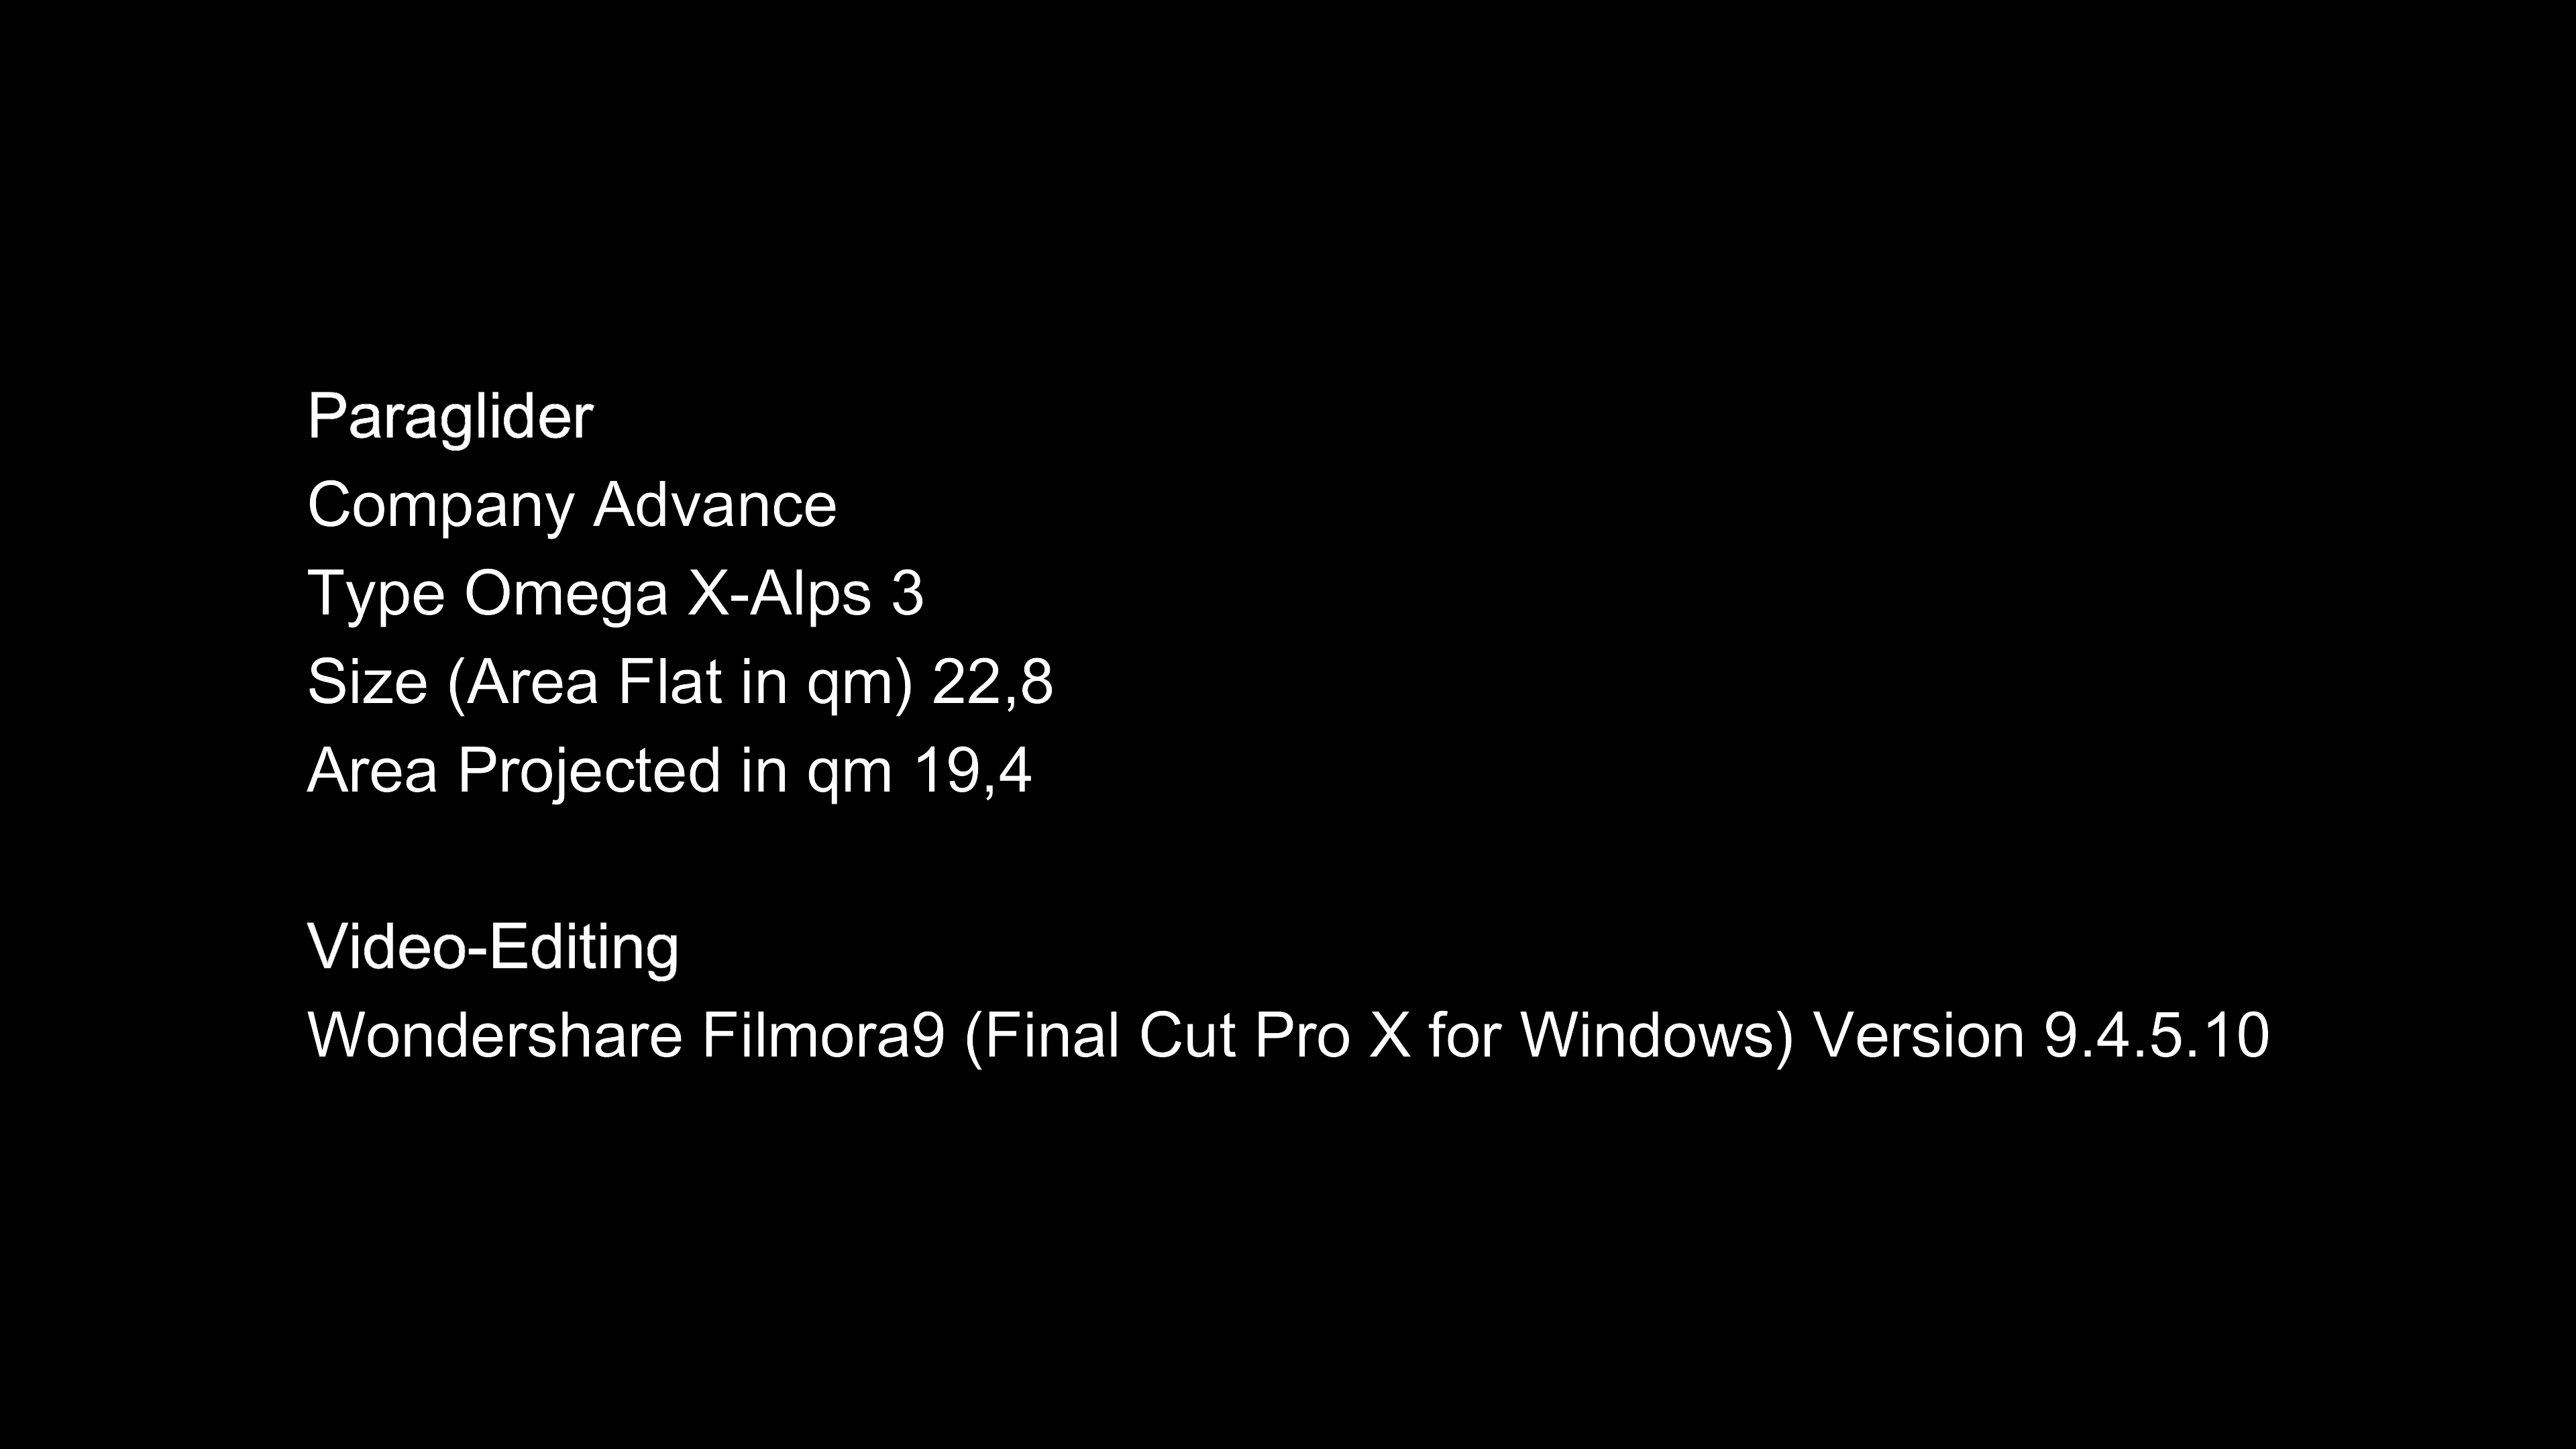 Paraglider
Company Advance
Type Omega X-Alps 3
Size (Area Flat in qm) 22,8
Area Projected in qm 19,4
Video-Editing
Wondershare Filmora9 (Final Cut Pro X for Windows) Version 9.4.5.10